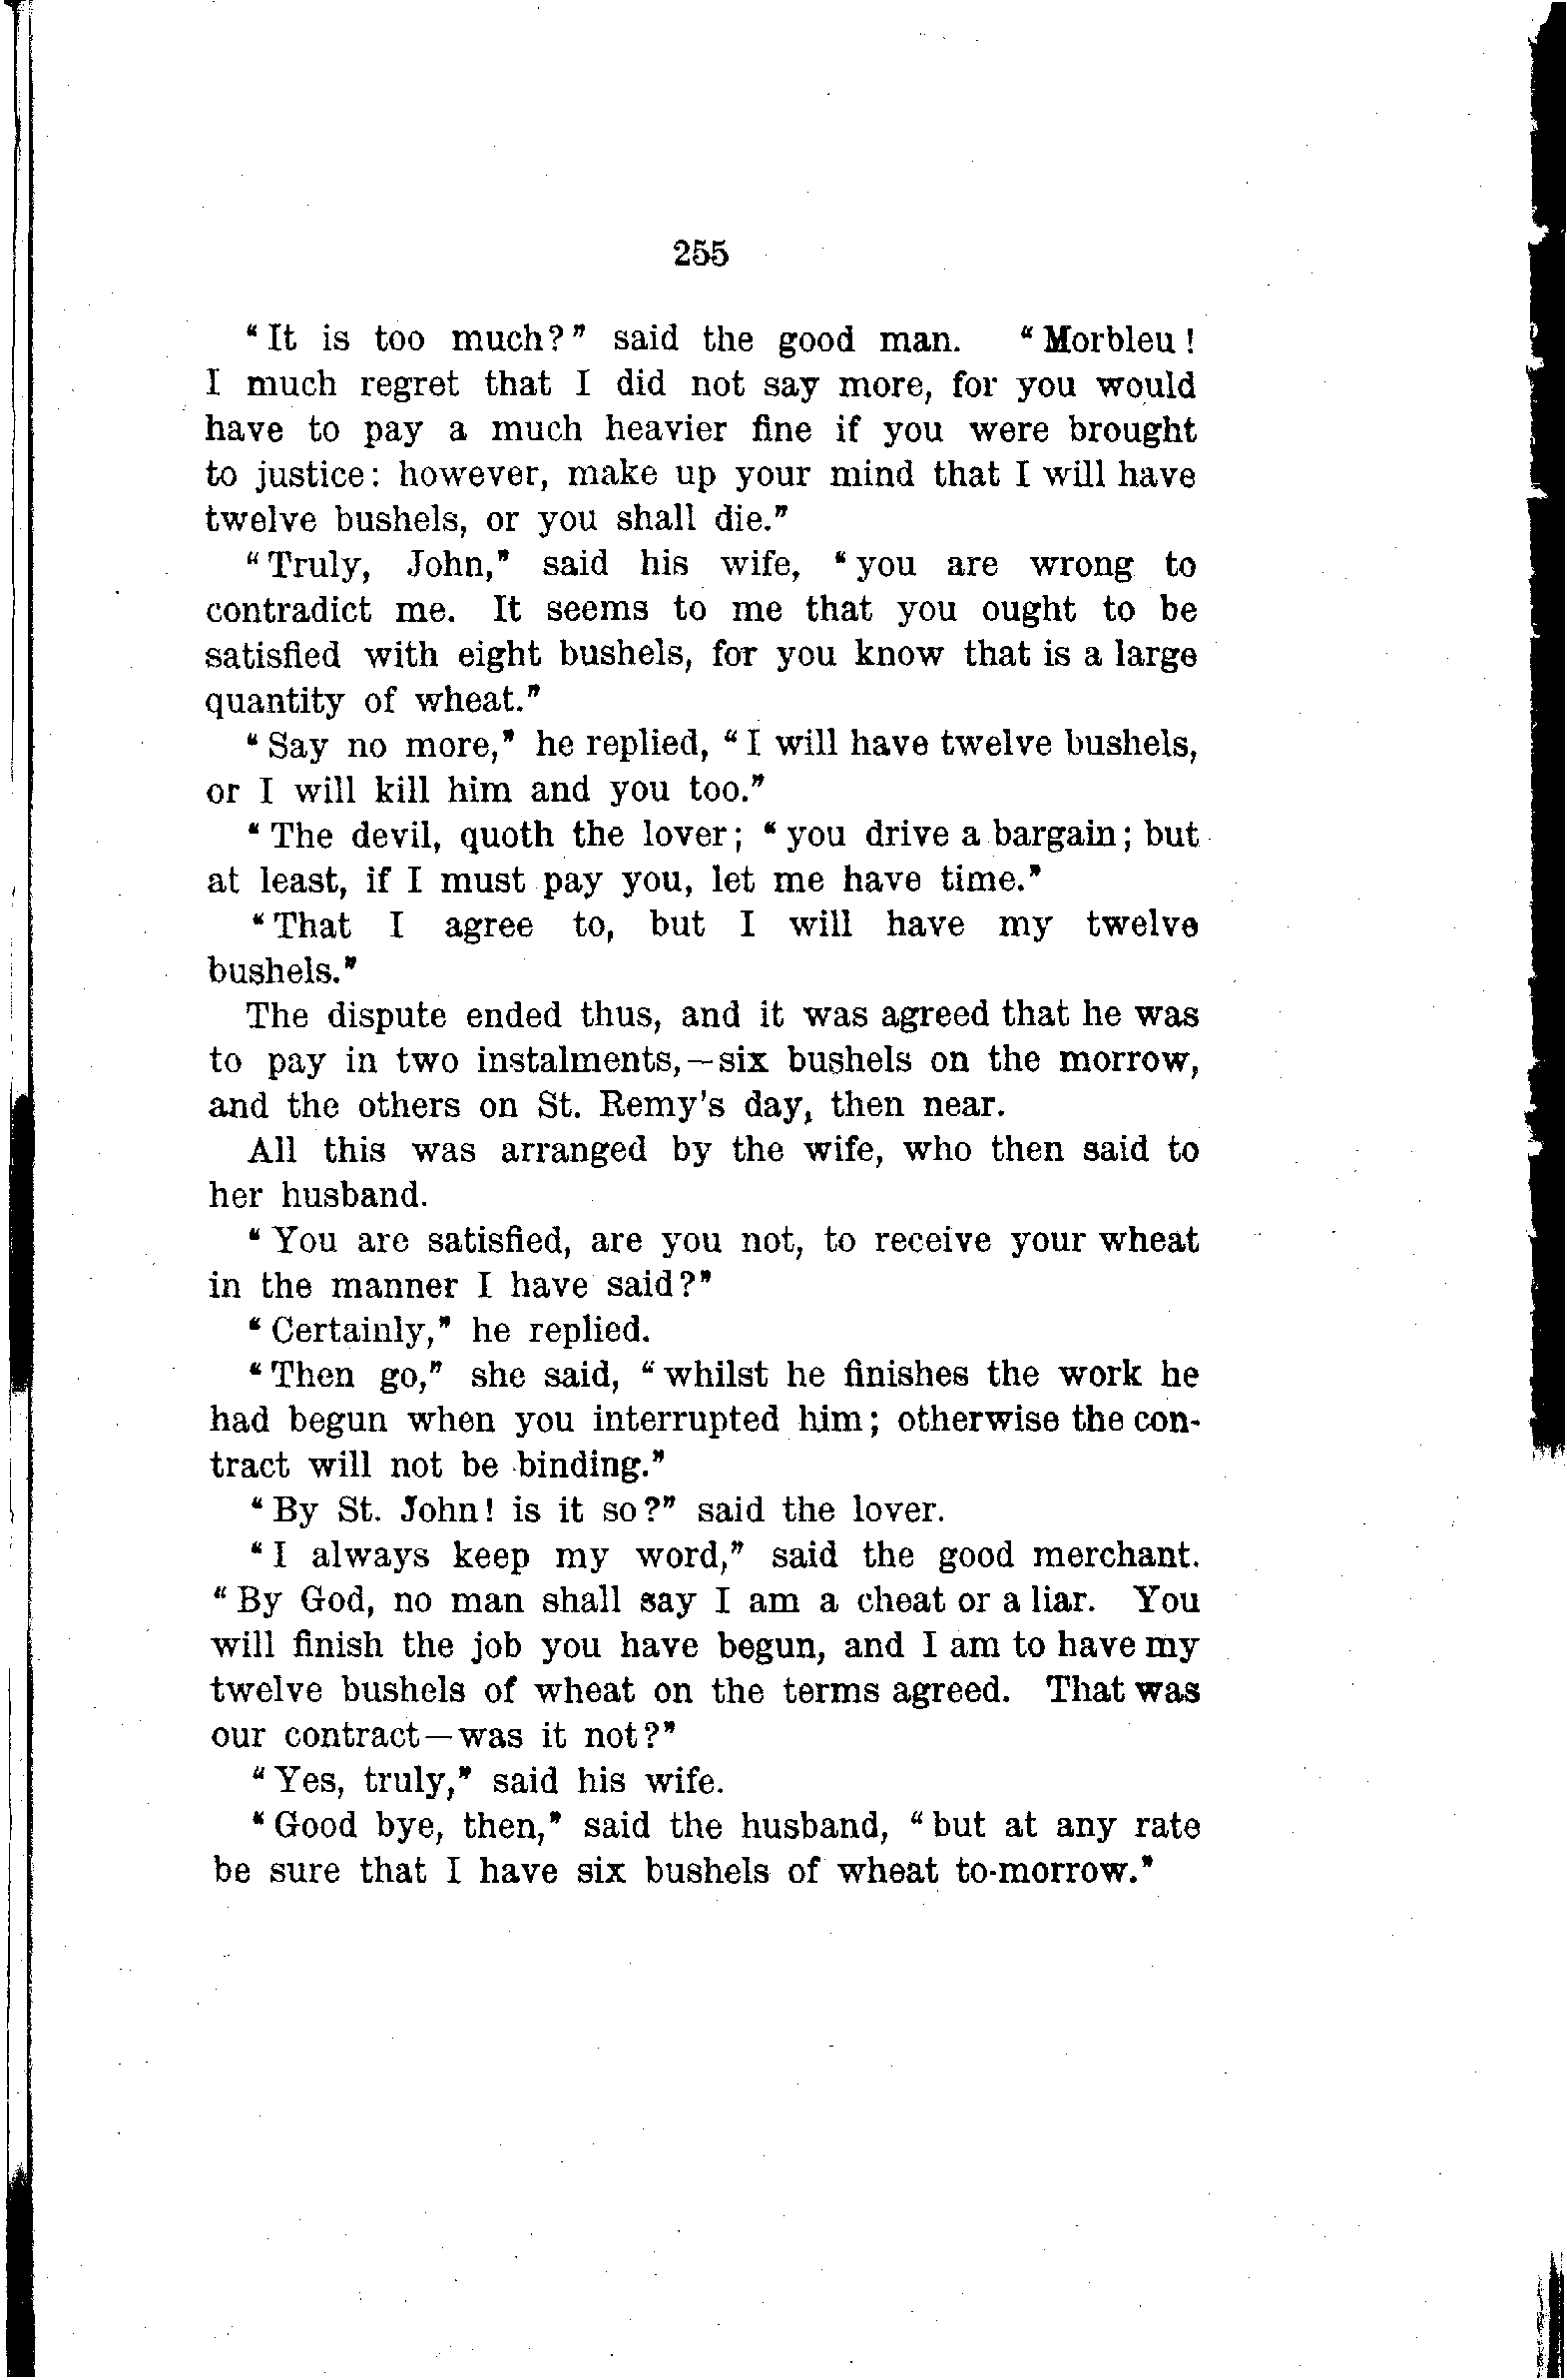 255
"It is too much?" said the good man. "Morbleu!
I much regret that I did not say more, for you would
have to pay a much heavier fine if you were brought
to justice: however, make up your mind that I will have
twelve bushels, or you shall die."
"Truly, John," said his wife, "you are wrong to
contradict me. It seems to me that you ought to be
satisfied with eight bushels, for you know that is a large
quantity of wheat."
"Say no more," he replied, "I will have twelve bushels,
or I will kill him and you too."
"The devil, quoth the lover; "you drive a bargain; but
at least, if I must pay you, let me have time."
"That I agree to, but I will have my twelve
bushels."
The dispute ended thus, and it was agreed that he was
to pay in two instalments,—six bushels on the morrow,
and the others on St. Remy's day, then near.
All this was arranged by the wife, who then said to
her husband.
"You are satisfied, are you not, to receive your wheat
in the manner I have said?"
"Certainly," he replied.
"Then go," she said, "whilst he finishes the work he
had begun when you interrupted him; otherwise the con-
tract will not be binding."
"By St. John! is it so?" said the lover.
"I always keep my word," said the good merchant.
"By God, no man shall say I am a cheat or a liar. You
will finish the job you have begun, and I am to have my
twelve bushels of wheat on the terms agreed. That was
our contract—was it not?"
"Yes, truly," said his wife.
"Good bye, then," said the husband, "but at any rate
be sure that I have six bushels of wheat to-morrow."